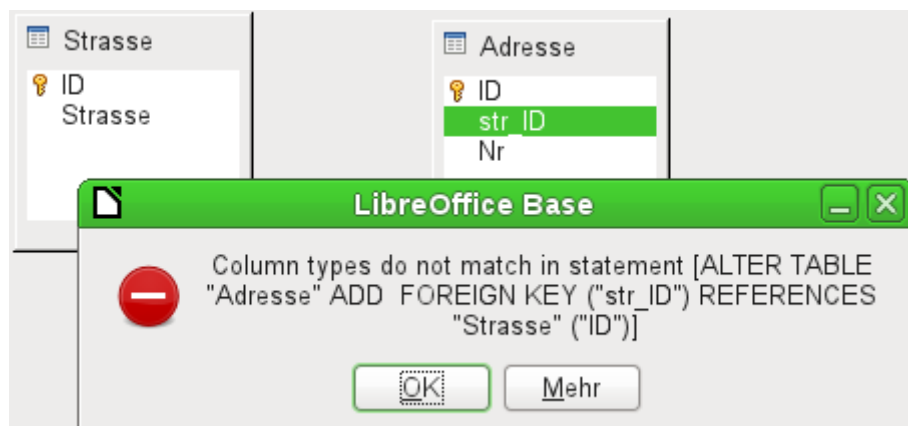 Strasse
ID
Strasse
Adresse
ID
str_ID
Nr
LibreOffice Base
Column types do not match in statement [ALTER TABLE
"Adresse" ADD  FOREIGN KEY ("str_ID") REFERENCES
"Strasse" ("ID")]
OK
Mehr